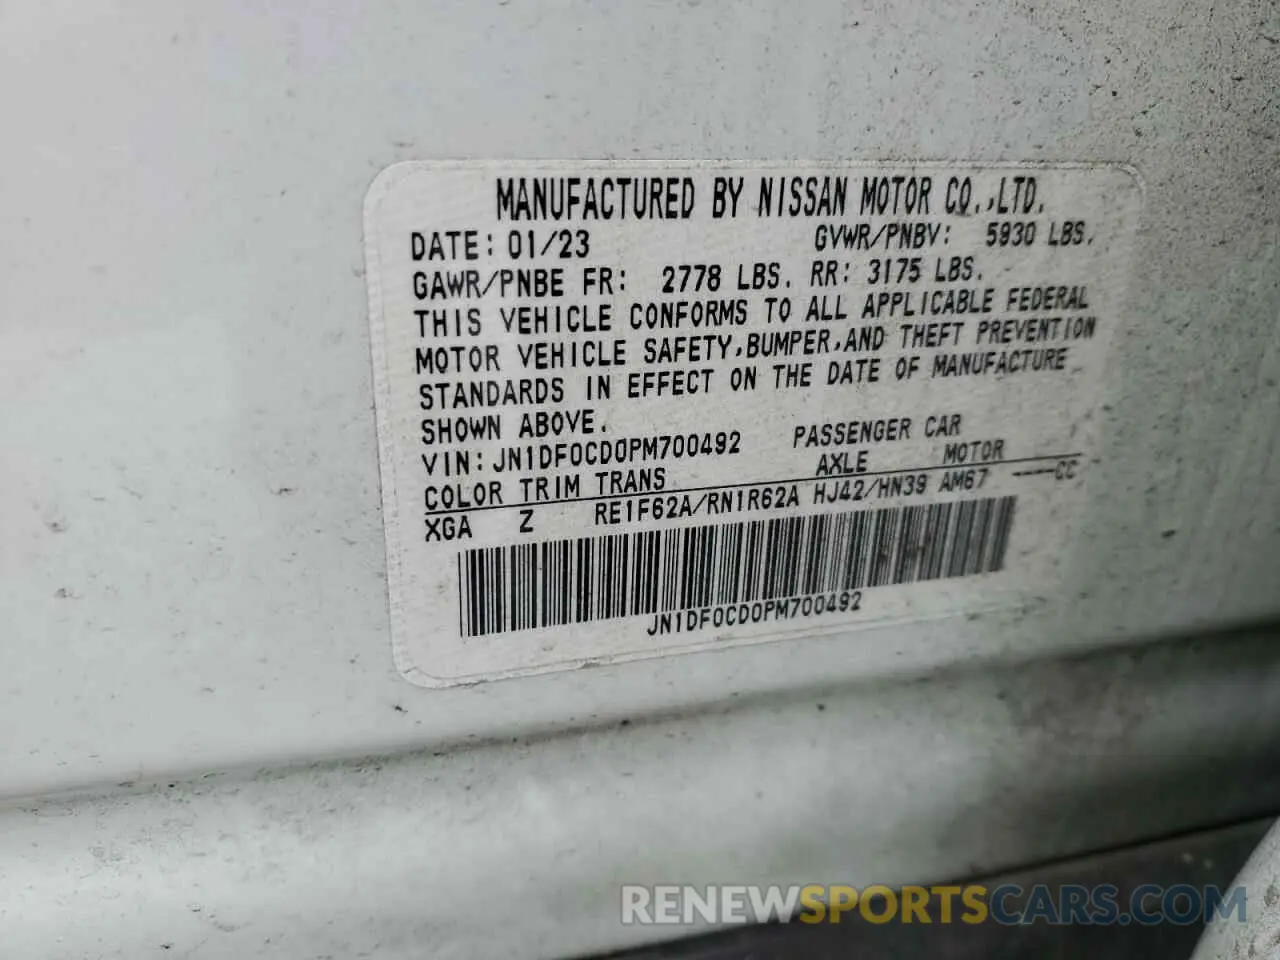 MANUFACTURED BY NISSAN MOTOR CO.,LTD.
DATE: 01/23 GVWR/PNBV: 5930 LBS.
GAWR/PNBE FR: 2778 LBS. RR: 3175 LBS.
THIS VEHICLE CONFORMS TO ALL APPLICABLE FEDERAL
MOTOR VEHICLE SAFETY,BUMPER,AND THEFT PREVENTION
STANDARDS IN EFFECT ON THE DATE OF MANUFACTURE
SHOWN ABOVE.
VIN:JN1DF0CD0PM700492 PASSENGER CAR
COLOR TRIM TRANS AXLE MOTOR
XGA Z RE1F62A/RN1R62A HJ42/HN39 AM67 ----CC
JN1DF0CD0PM700492
RENEWSPORTSCARS.COM